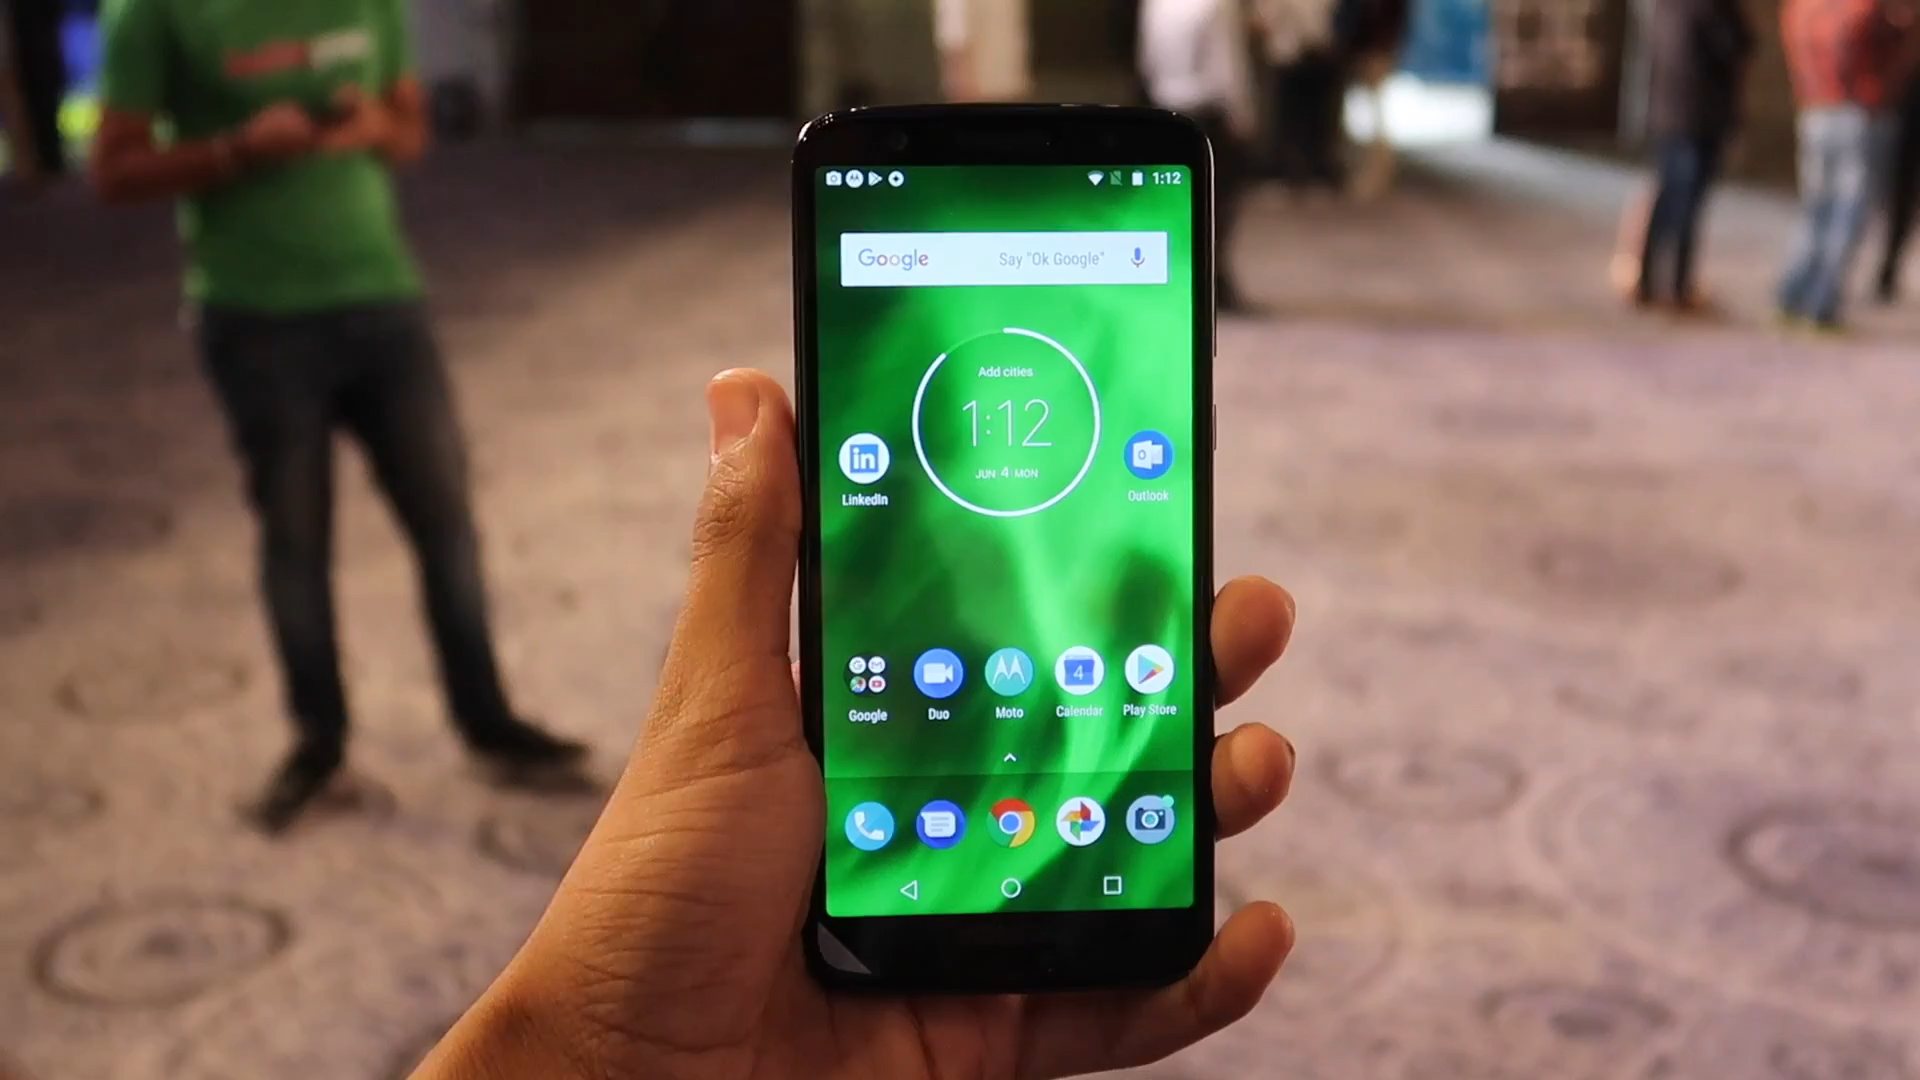 1:12
Google Say "Ok Google"
Add cities
1:12
JUN 4 MON
LinkedIn
Outlook
Google Duo Moto Calendar Play Store
4